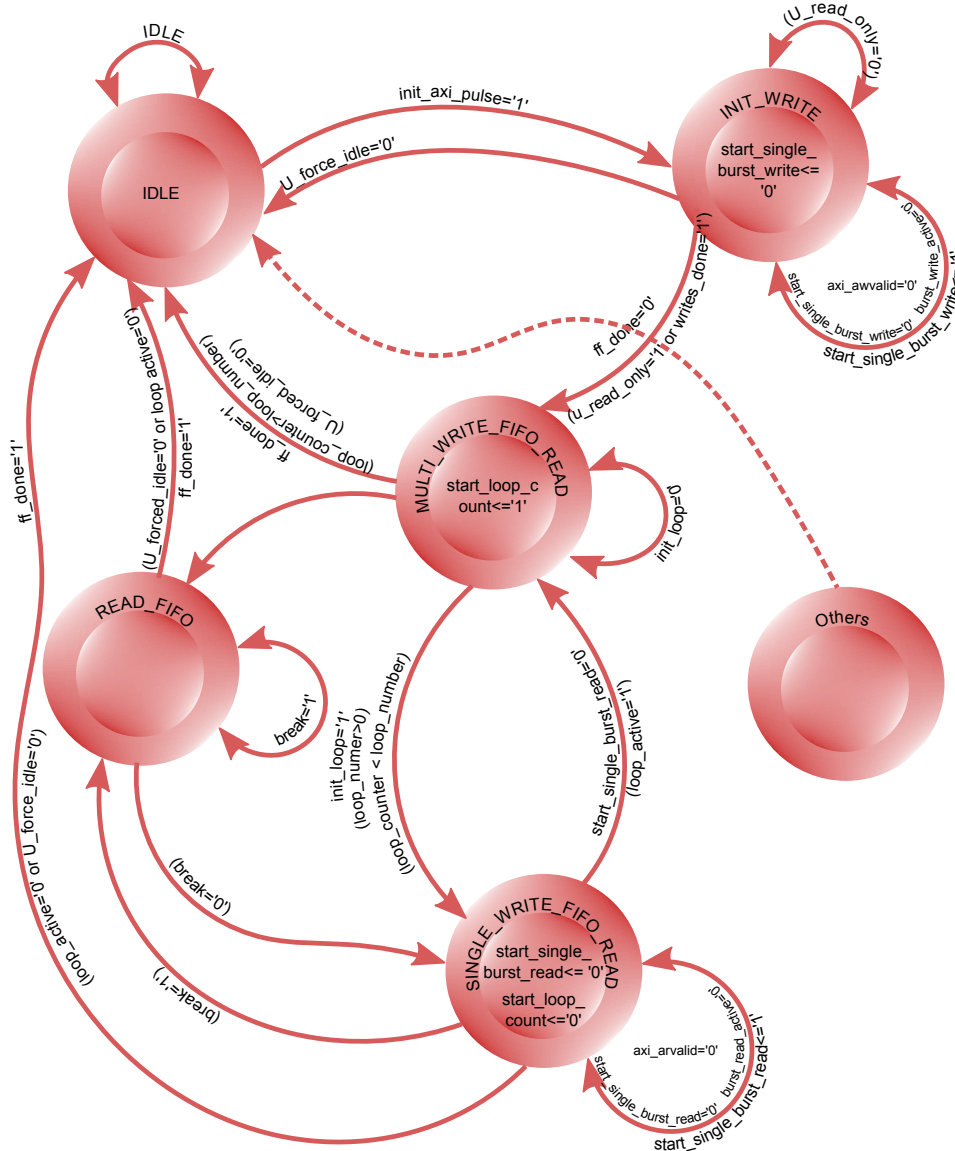 IDLE
(U_read_only='0')
init_axi_pulse='1'
INIT_WRITE
U_force_idle='0'
start_single_
burst_write<=
'0'
IDLE
axi_awvalid='0'
start_single_burst_write='0' burst_write_active='0'
start_single_burst_write<='1'
ff_done='0'
(u_read_only='1' or writes_done='1')
(U_forced_idle='0')
(loop_counter>loop_number)
ff_done='1'
(U_forced_idle='0' or loop active='0')
ff_done='1'
ff_done='1'
MULTI_WRITE_FIFO_READ
start_loop_c
ount<='1'
init_loop=0
READ_FIFO
break='1'
Others
init_loop='1'
(loop_numer>0)
(loop_counter < loop_number)
start_single_burst_read='0'
(loop_active='1')
(break='0')
(break='1')
(loop_active='0' or U_force_idle='0')
SINGLE_WRITE_FIFO_READ
start_single_
burst_read<= '0'
start_loop_
count<='0'
axi_arvalid='0'
start_single_burst_read='0' burst_read_active='0'
start_single_burst_read<='1'